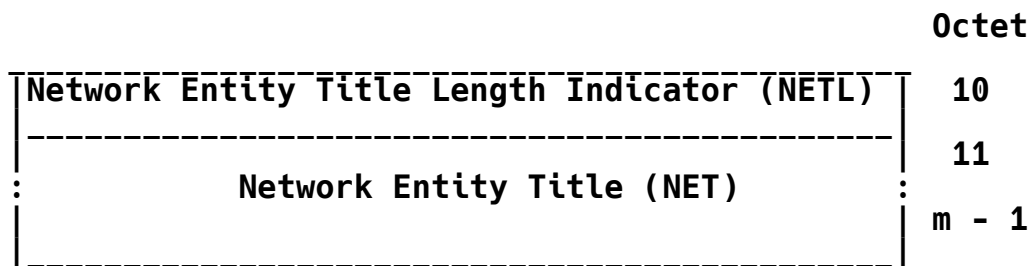 Octet
Network Entity Title Length Indicator (NETL) 10
11
Network Entity Title (NET)
m - 1